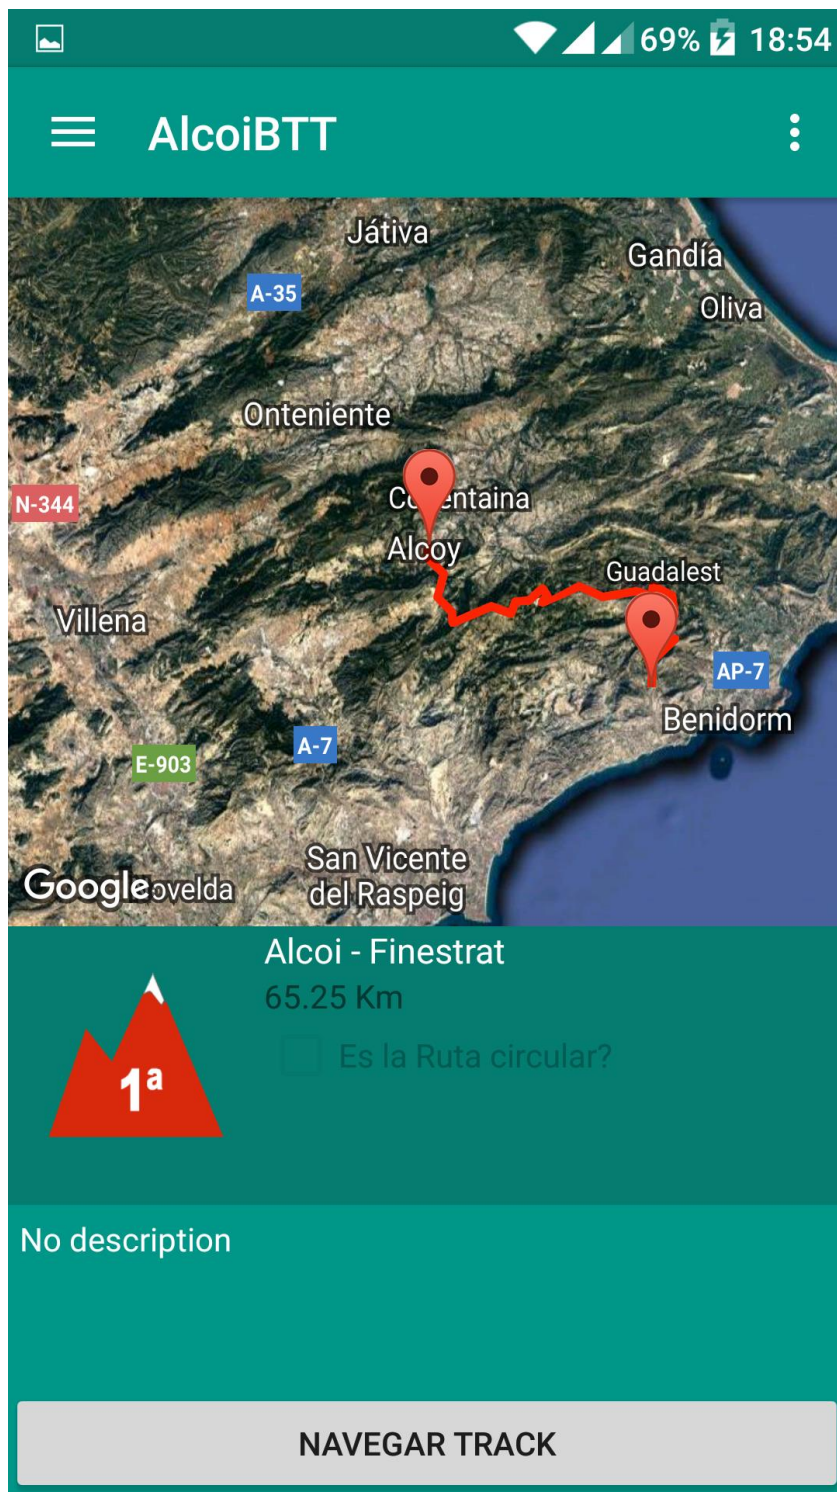 69% 18:54
AlcoiBTT
Játiva
Gandía
A-35
Oliva
Onteniente
N-344
Alcoy
Guadalest
Villena
AP-7
Benidorm
A-7
E-903
San Vicente
del Raspeig
Google
Alcoi - Finestrat
65.25 Km
1ª
Es la Ruta circular?
No description
NAVEGAR TRACK